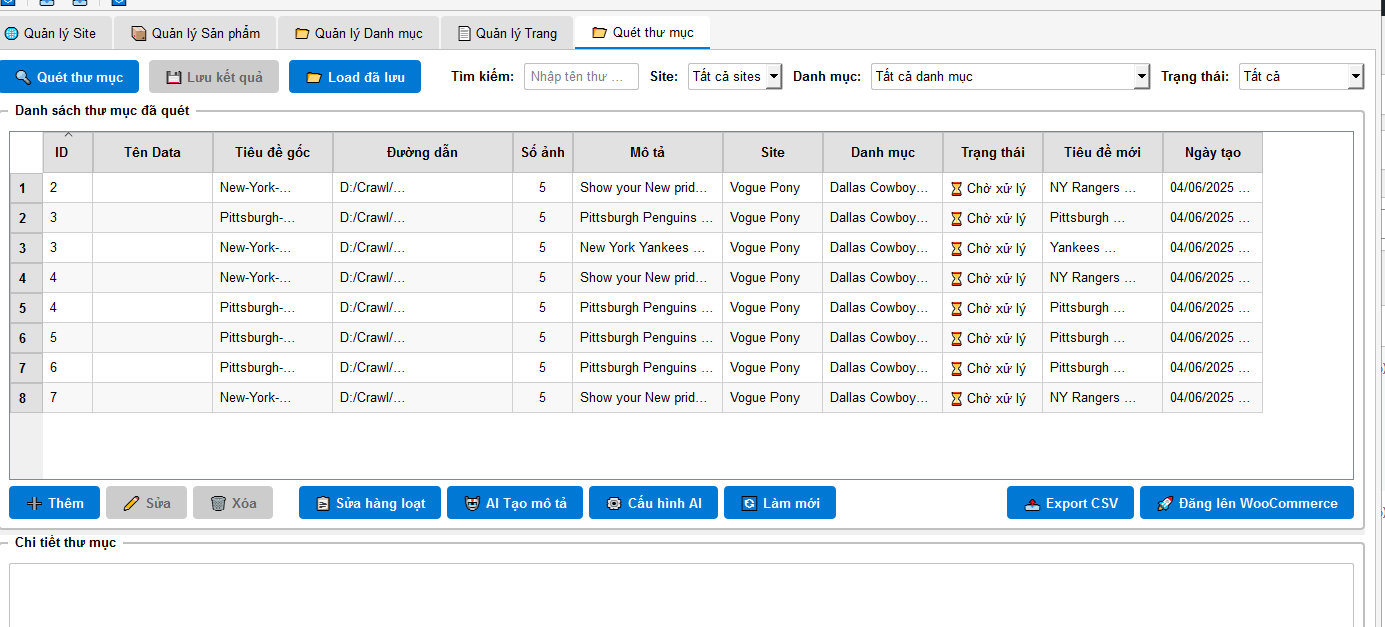 Quản lý Site Quản lý Sản phẩm Quản lý Danh mục Quản lý Trang Quét thư mục
Quét thư mục Lưu kết quả Load đã lưu Tìm kiếm: Nhập tên thư ... Site: Tất cả sites Danh mục: Tất cả danh mục Trạng thái: Tất cả
Danh sách thư mục đã quét
ID Tên Data Tiêu đề gốc Đường dẫn Số ảnh Mô tả Site Danh mục Trạng thái Tiêu đề mới Ngày tạo
1 2 New-York-... D:/Crawl/... 5 Show your New prid... Vogue Pony Dallas Cowboy... Chờ xử lý NY Rangers ... 04/06/2025 ...
2 3 Pittsburgh-... D:/Crawl/... 5 Pittsburgh Penguins ... Vogue Pony Dallas Cowboy... Chờ xử lý Pittsburgh ... 04/06/2025 ...
3 3 New-York-... D:/Crawl/... 5 New York Yankees ... Vogue Pony Dallas Cowboy... Chờ xử lý Yankees ... 04/06/2025 ...
4 4 New-York-... D:/Crawl/... 5 Show your New prid... Vogue Pony Dallas Cowboy... Chờ xử lý NY Rangers ... 04/06/2025 ...
5 4 Pittsburgh-... D:/Crawl/... 5 Pittsburgh Penguins ... Vogue Pony Dallas Cowboy... Chờ xử lý Pittsburgh ... 04/06/2025 ...
6 5 Pittsburgh-... D:/Crawl/... 5 Pittsburgh Penguins ... Vogue Pony Dallas Cowboy... Chờ xử lý Pittsburgh ... 04/06/2025 ...
7 6 Pittsburgh-... D:/Crawl/... 5 Pittsburgh Penguins ... Vogue Pony Dallas Cowboy... Chờ xử lý Pittsburgh ... 04/06/2025 ...
8 7 New-York-... D:/Crawl/... 5 Show your New prid... Vogue Pony Dallas Cowboy... Chờ xử lý NY Rangers ... 04/06/2025 ...
Thêm Sửa Xóa Sửa hàng loạt AI Tạo mô tả Cấu hình AI Làm mới Export CSV Đăng lên WooCommerce
Chi tiết thư mục